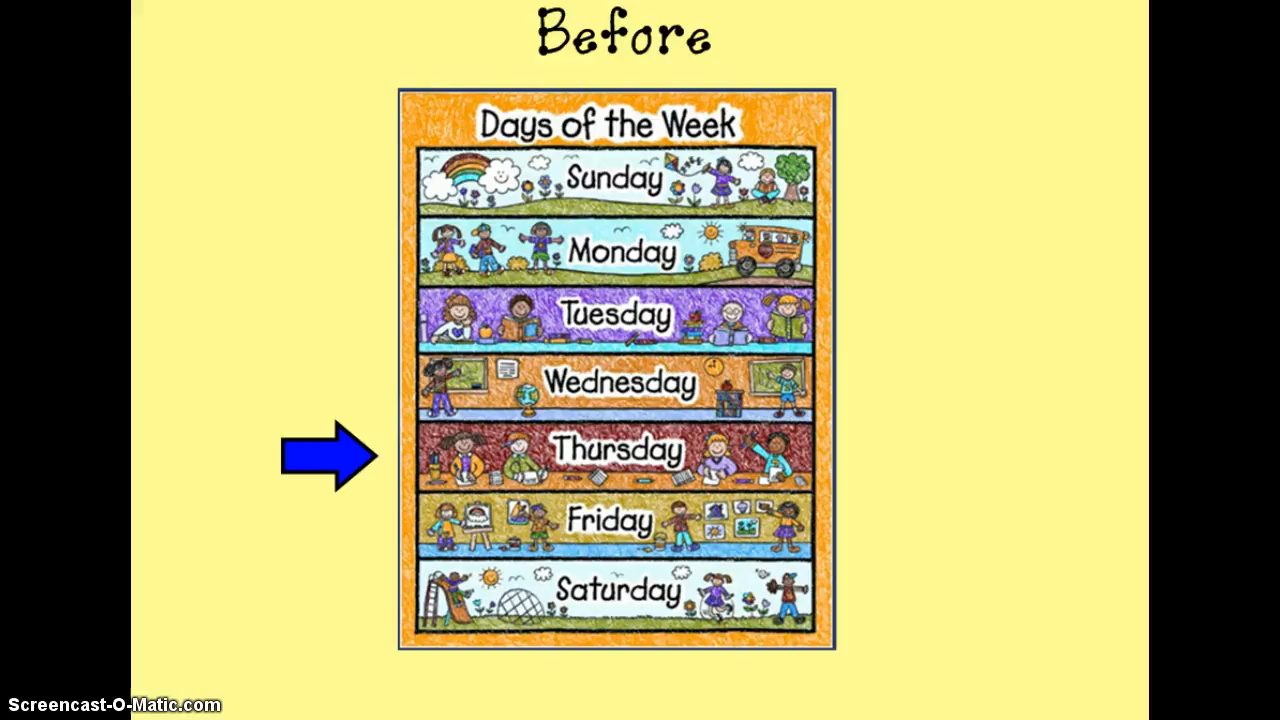 Before
Days of the Week
Sunday
Monday
Tuesday
Wednesday
Thursday
Friday
Saturday
Screencast-O-Matic.com